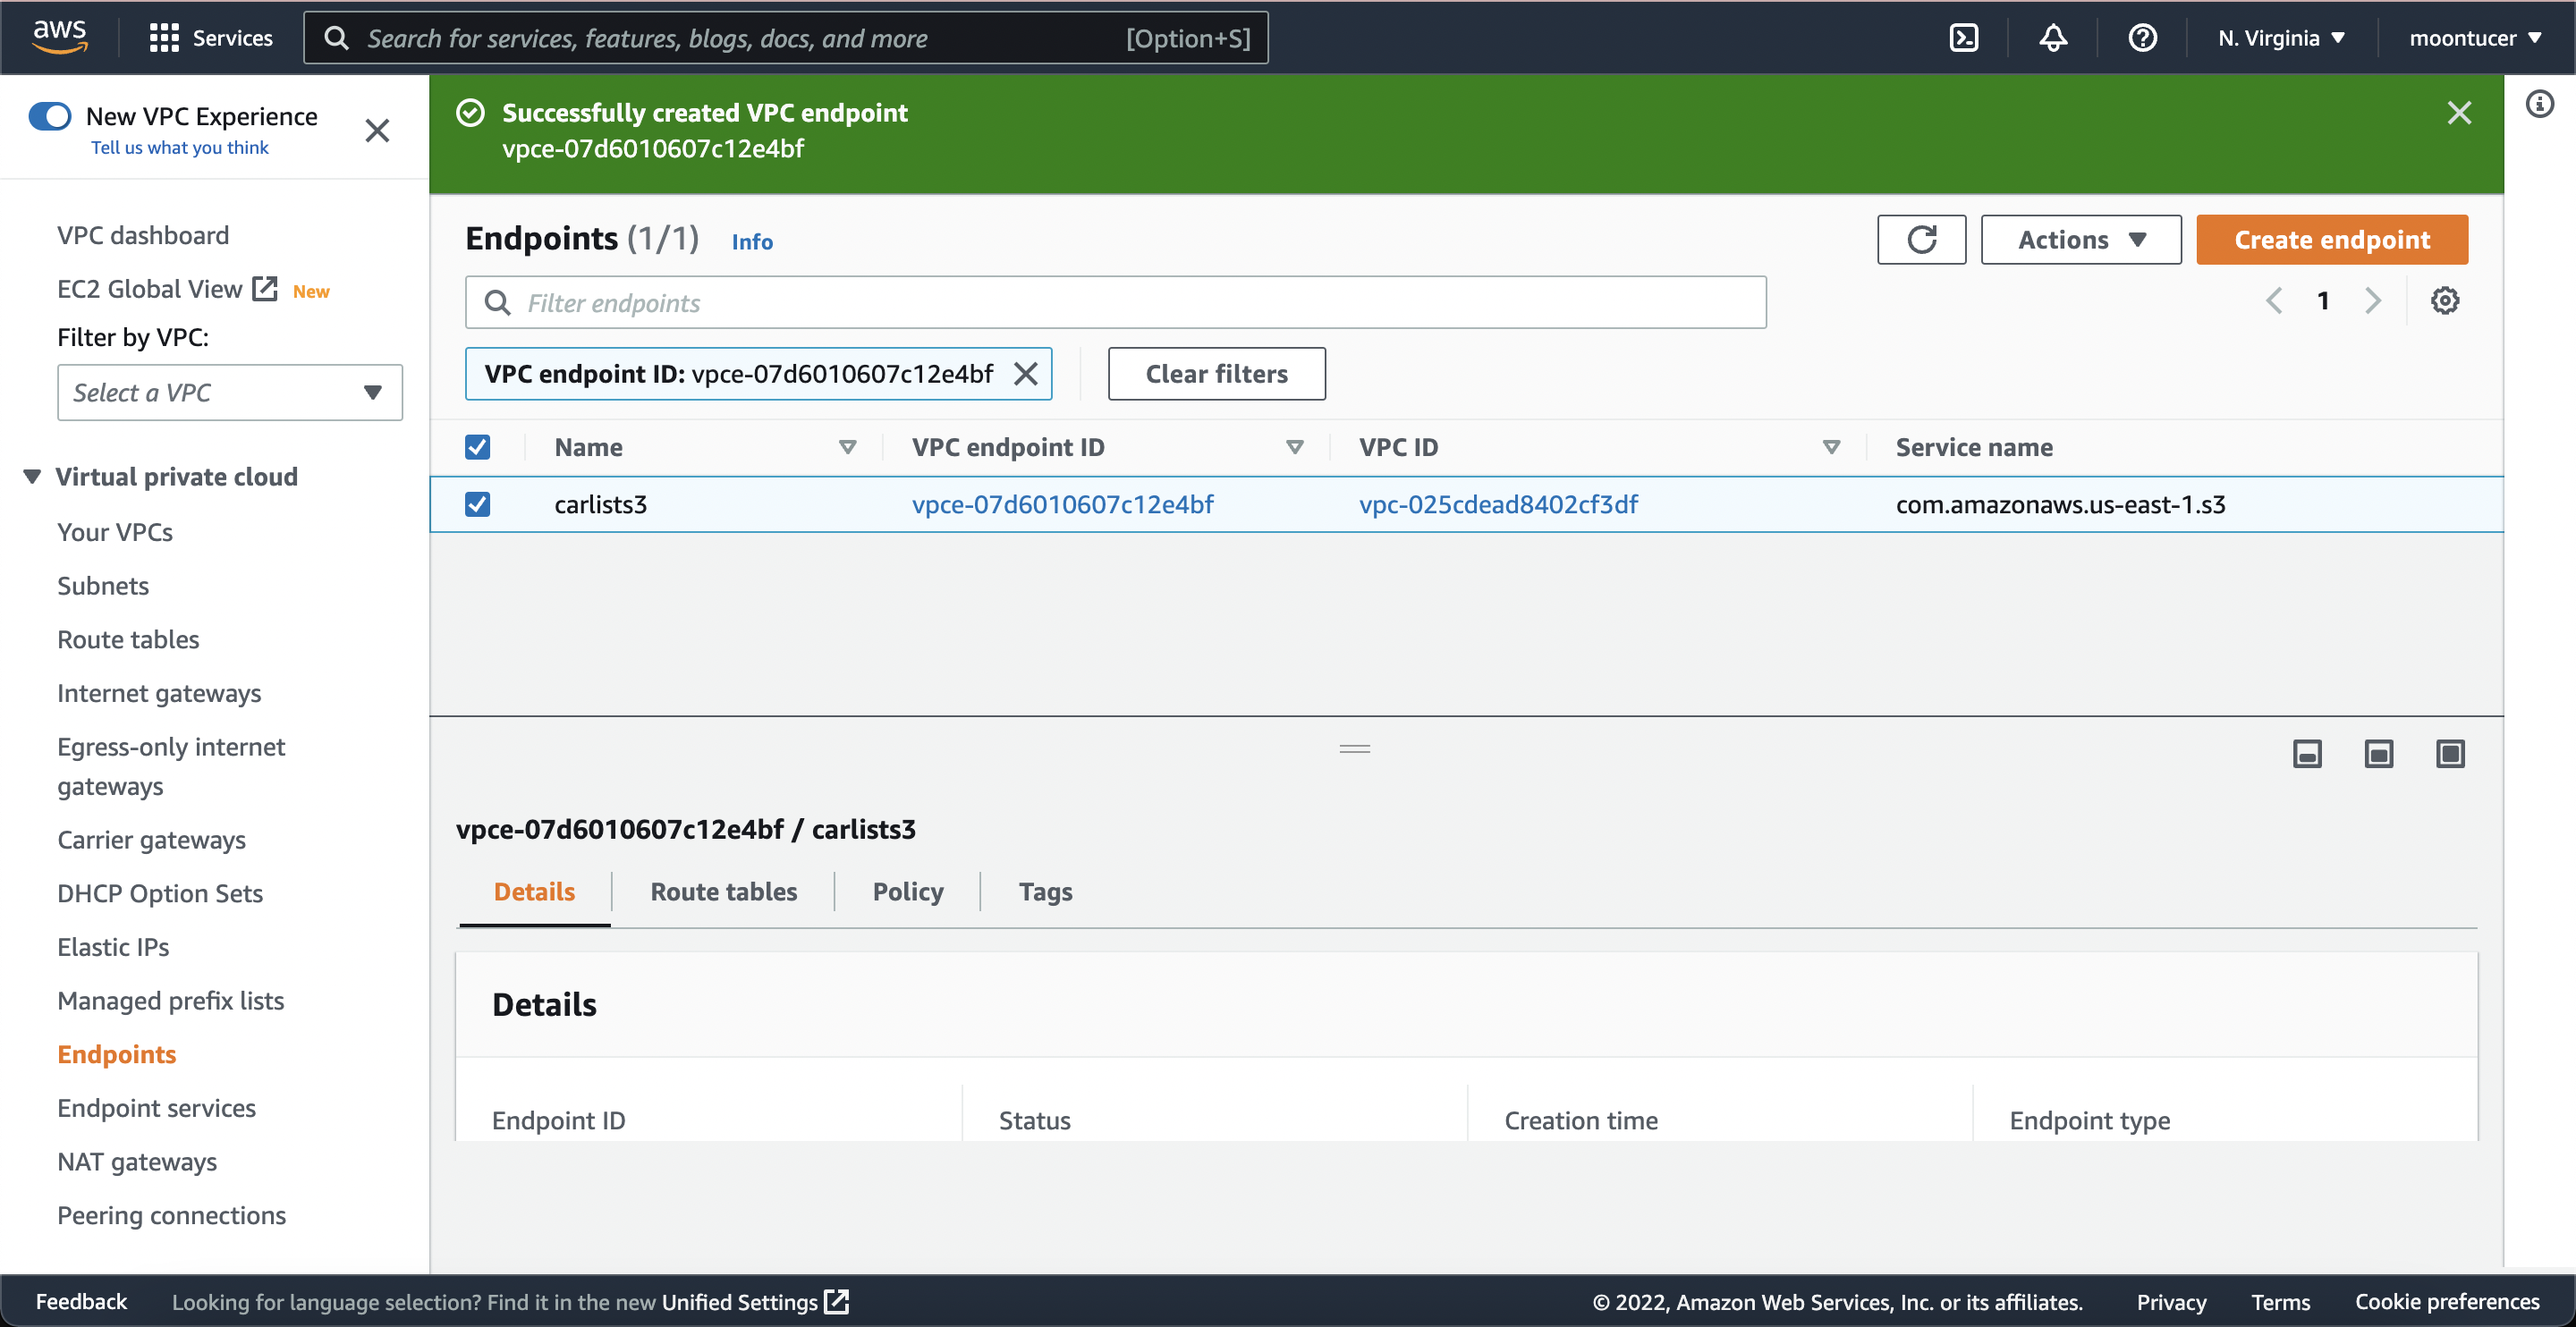 aws
Services
Search for services, features, blogs, docs, and more
[Option+S]
N. Virginia
moontucer
New VPC Experience
Tell us what you think
VPC dashboard
EC2 Global View
New
Filter by VPC:
Select a VPC
Virtual private cloud
Your VPCs
Subnets
Route tables
Internet gateways
Egress-only internet
gateways
Carrier gateways
DHCP Option Sets
Elastic IPs
Managed prefix lists
Endpoints
Endpoint services
NAT gateways
Peering connections
Successfully created VPC endpoint
vpce-07d6010607c12e4bf
Endpoints (1/1) Info
Actions
Create endpoint
Filter endpoints
1
VPC endpoint ID: vpce-07d6010607c12e4bf
Clear filters
Name VPC endpoint ID VPC ID Service name
carlists3 vpce-07d6010607c12e4bf vpc-025cdead8402cf3df com.amazonaws.us-east-1.s3
vpce-07d6010607c12e4bf / carlists3
Details Route tables Policy Tags
Details
Endpoint ID Status Creation time Endpoint type
Feedback
Looking for language selection? Find it in the new Unified Settings
© 2022, Amazon Web Services, Inc. or its affiliates.
Privacy
Terms
Cookie preferences